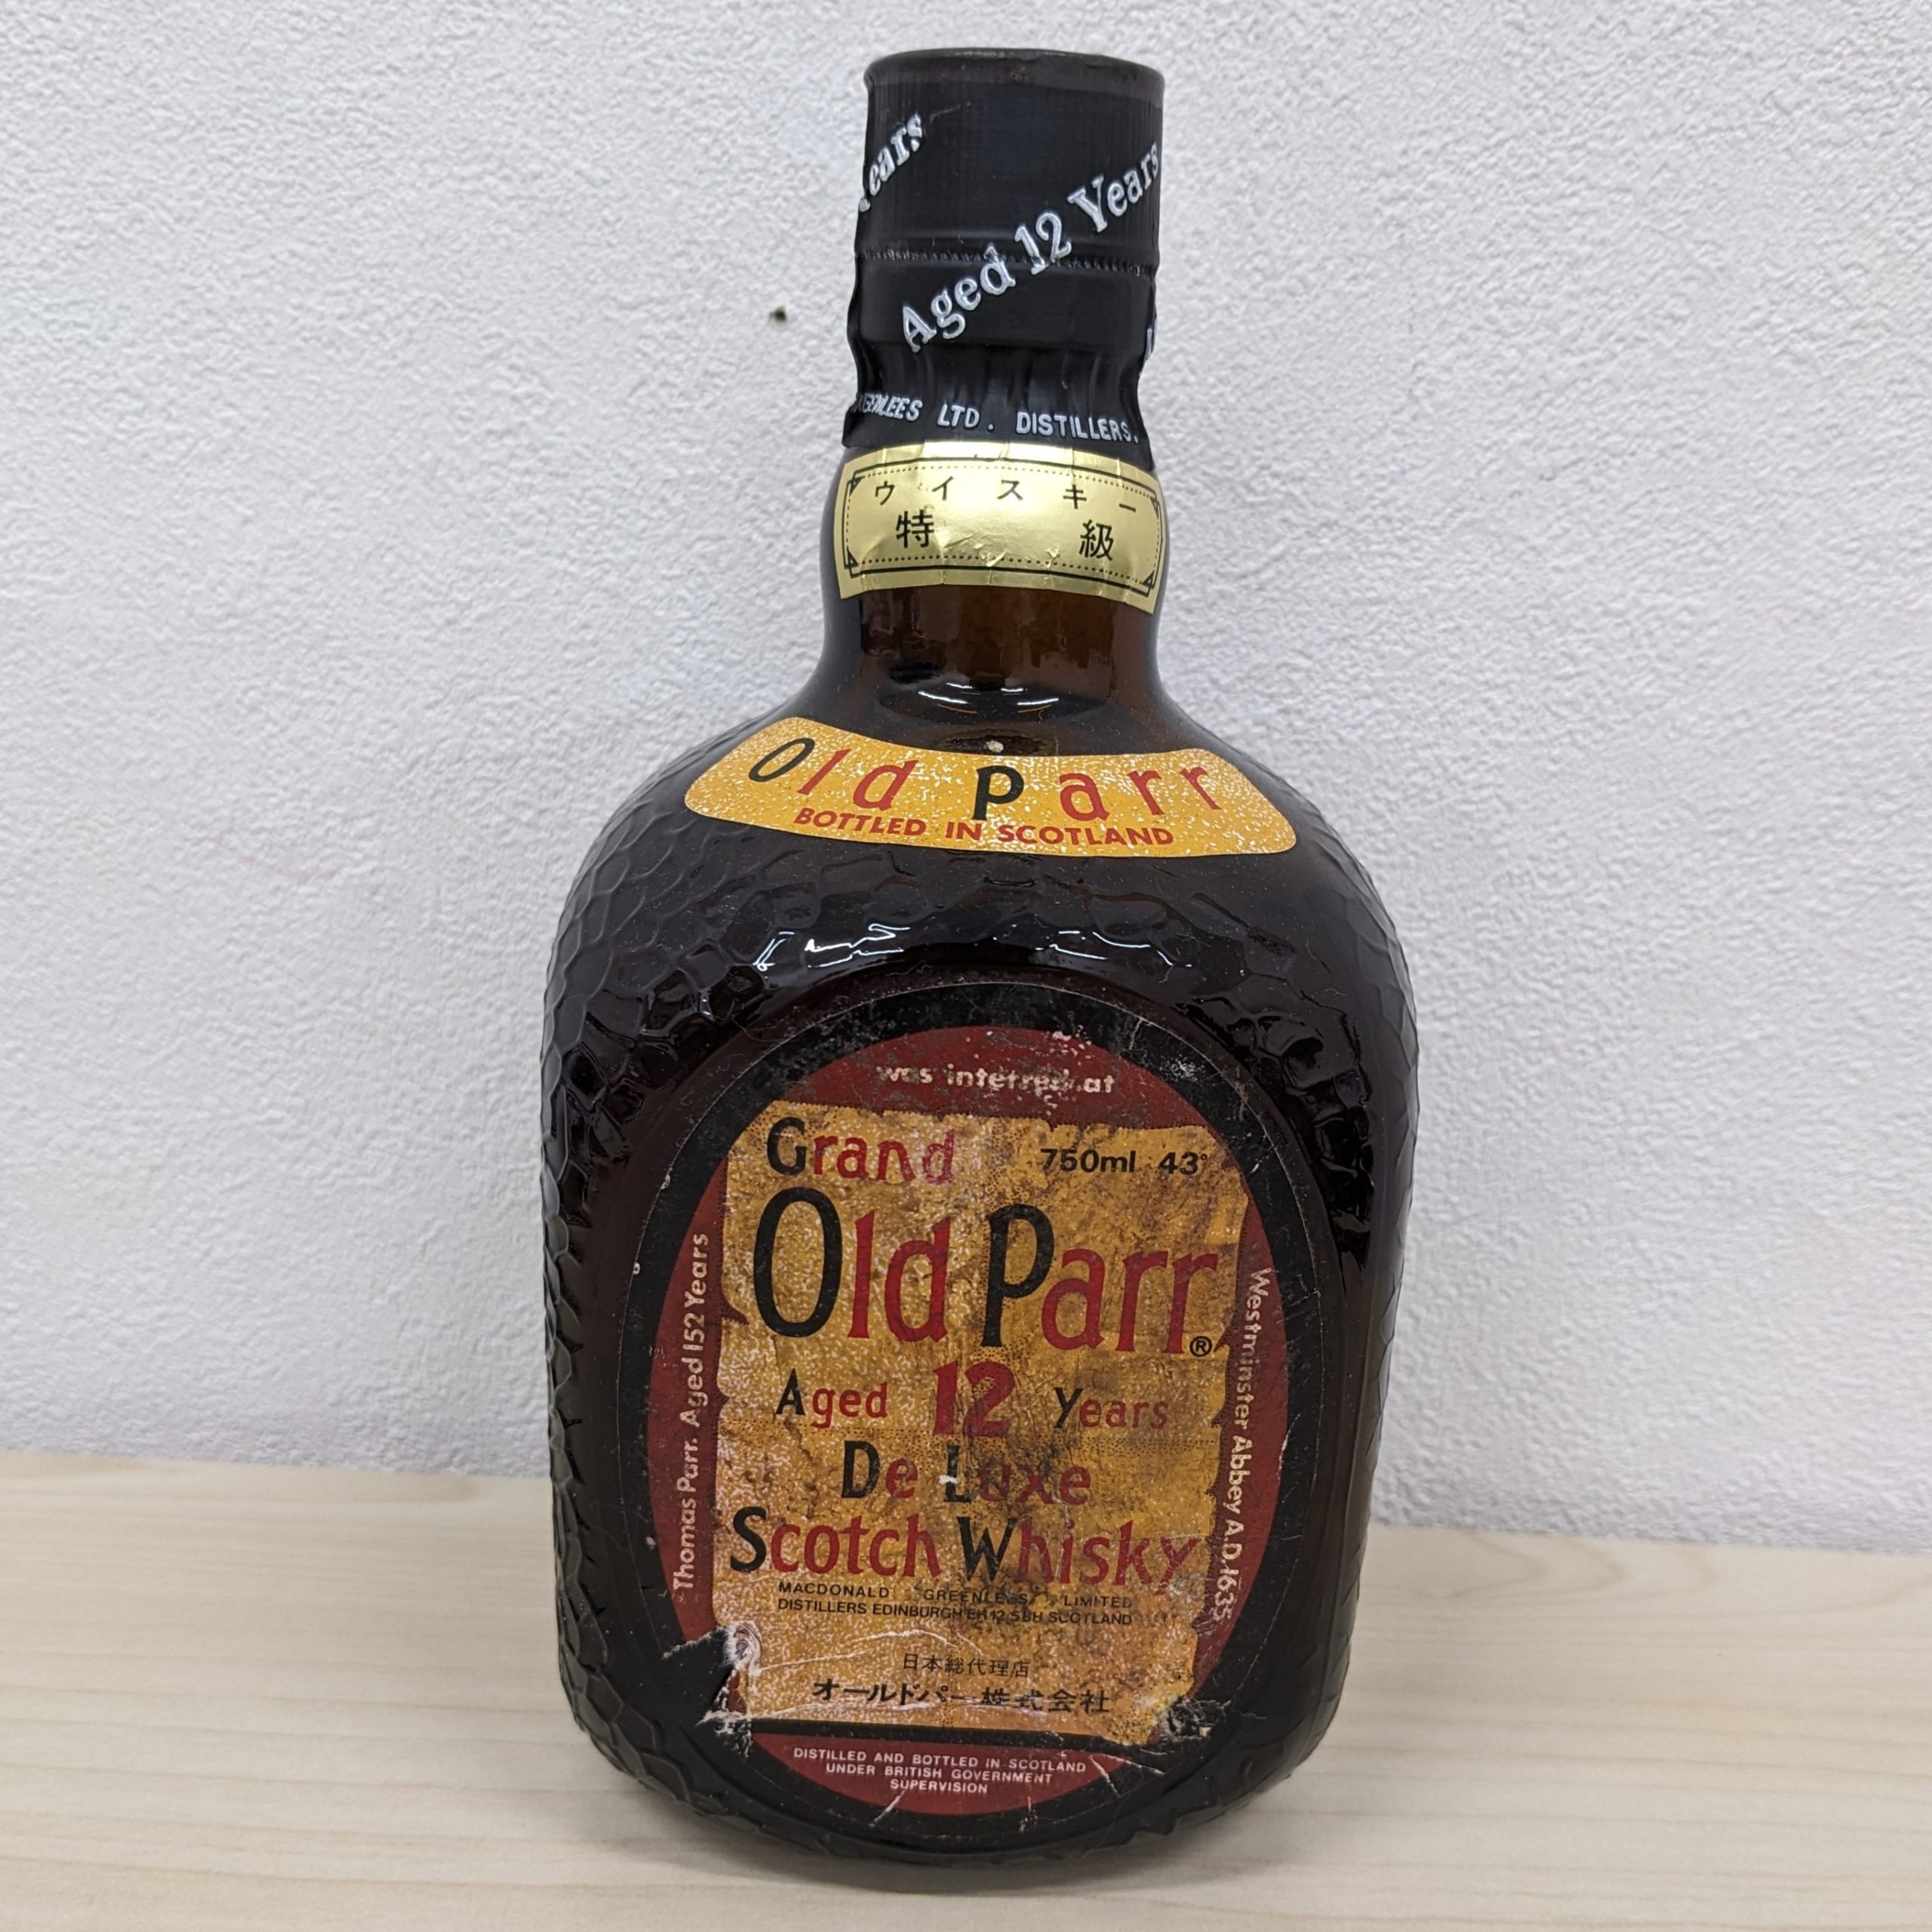 Years
Aged 12 Years
LTD. DISTILLERS.
ウイスキー
特 級
Old Parr
BOTTLED IN SCOTLAND
was interred at
Grand
750ml 43°
Old Parr®
Aged 12 Years
De Luxe
Scotch Whisky
MACDONALD GREENLEES LIMITED
DISTILLERS EDINBURGH EH12 5BH SCOTLAND
日本総代理店
オールドパー株式会社
Thomas Parr. Aged 152 Years
Westminster Abbey A.D.1635
DISTILLED AND BOTTLED IN SCOTLAND
UNDER BRITISH GOVERNMENT
SUPERVISION